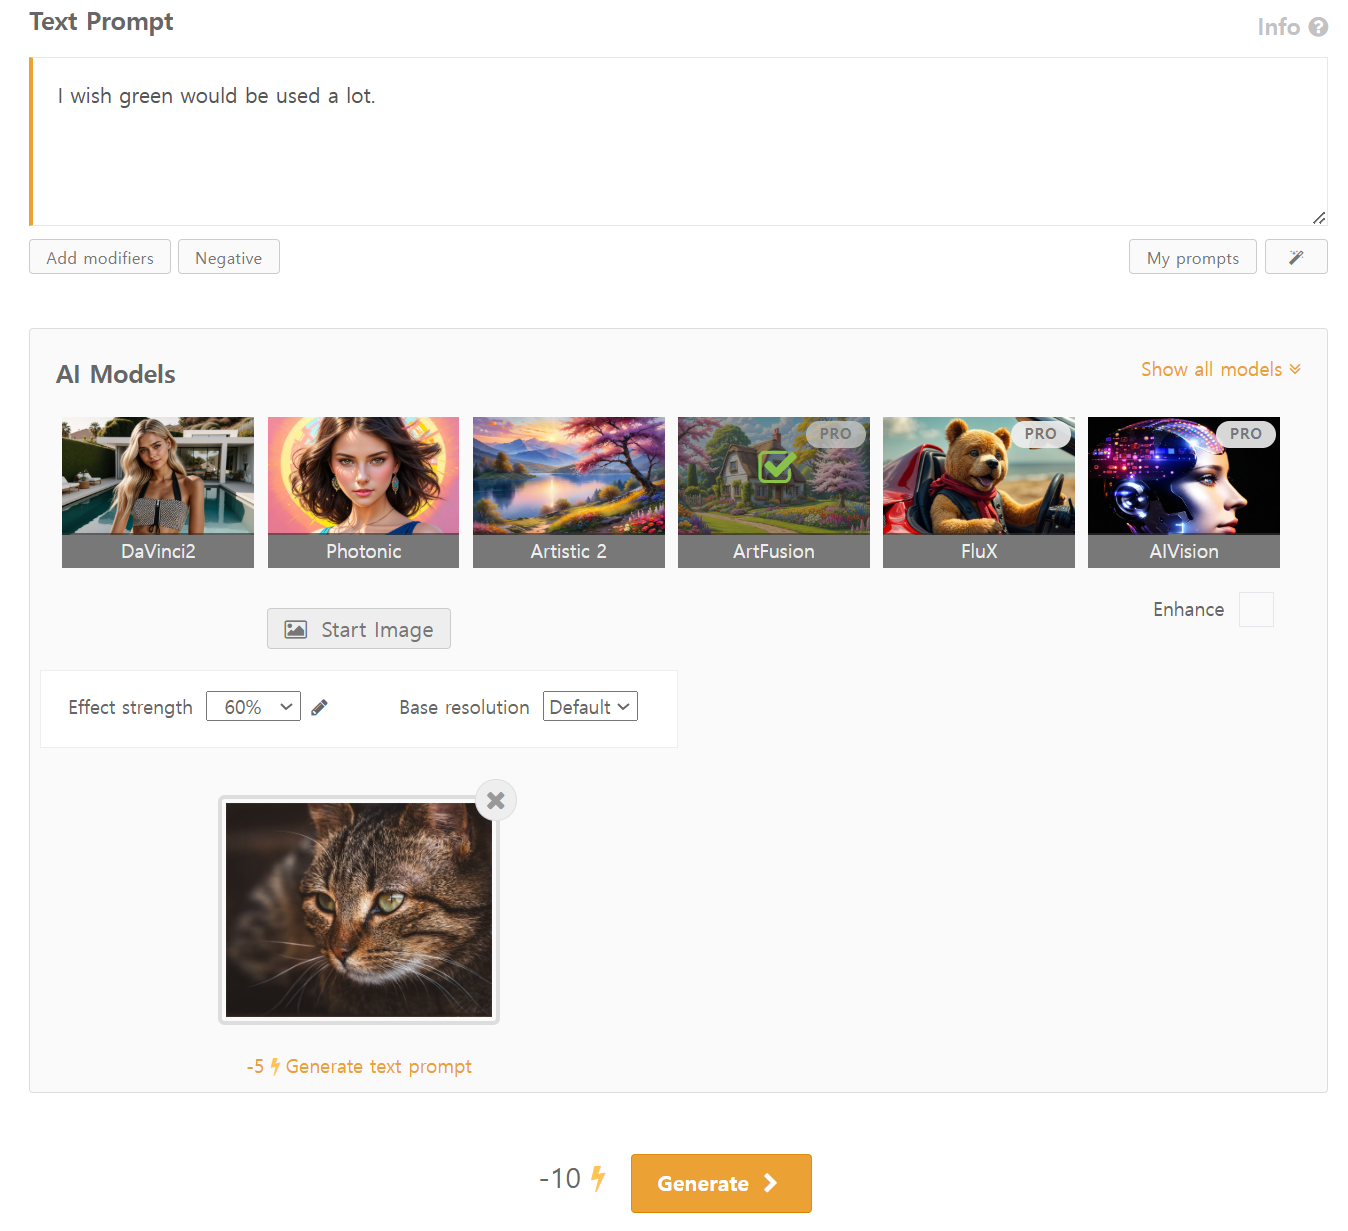 Text Prompt
Info
I wish green would be used a lot.
Add modifiers
Negative
My prompts
AI Models
Show all models
PRO
PRO
PRO
DaVinci2
Photonic
Artistic 2
ArtFusion
FluX
AIVision
Enhance
Start Image
Effect strength
60%
Base resolution
Default
-5 Generate text prompt
-10
Generate